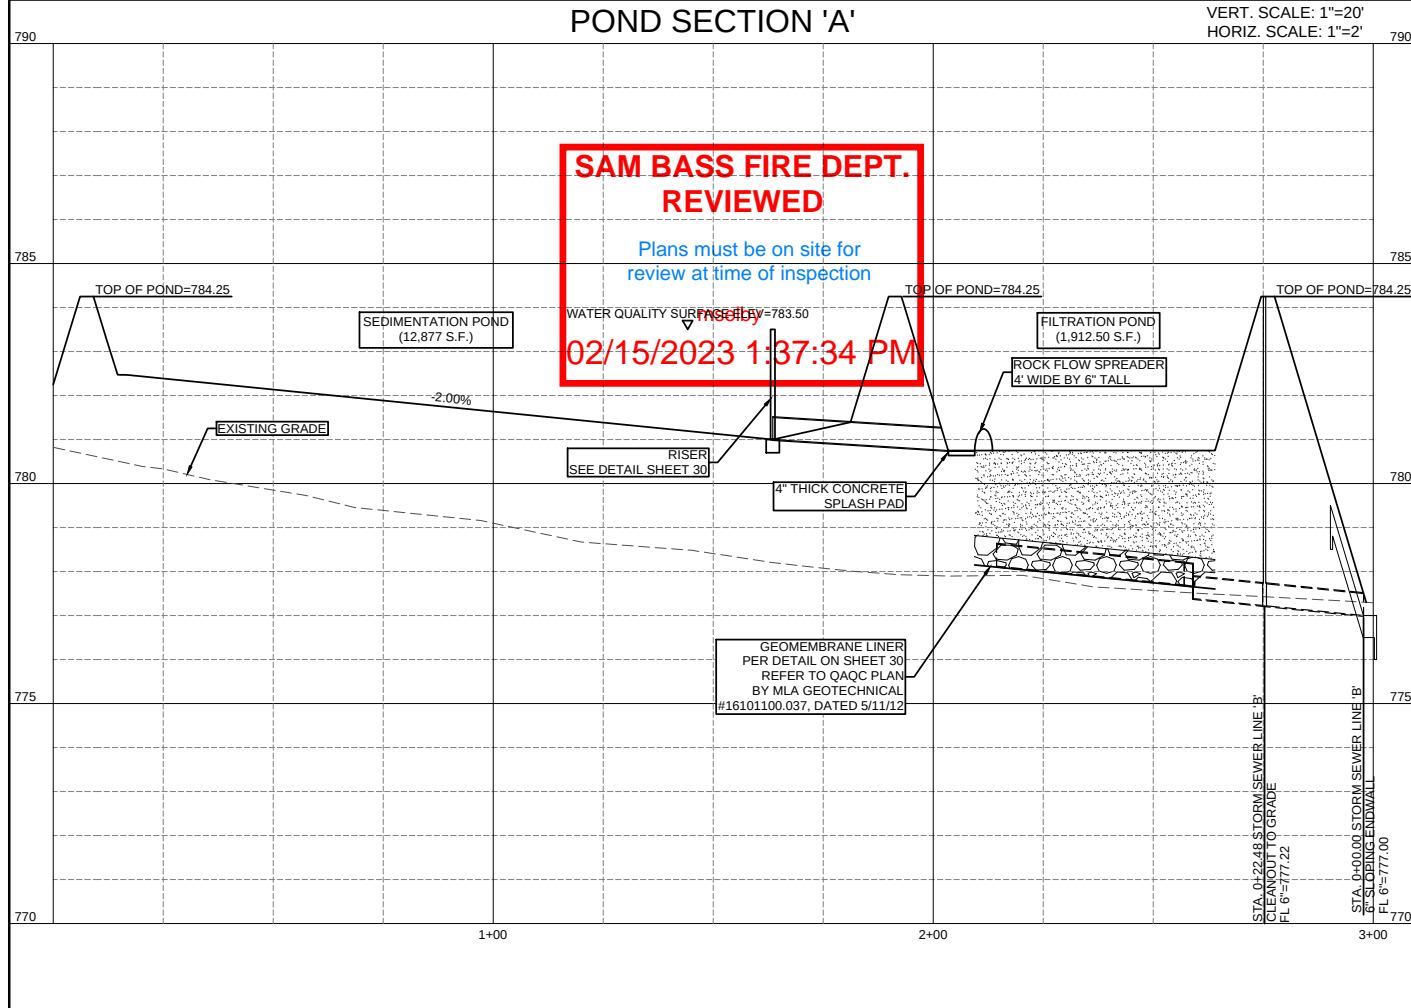 POND SECTION 'A'
VERT. SCALE: 1"=20'
HORIZ. SCALE: 1"=2'
790
790
SAM BASS FIRE DEPT.
REVIEWED
Plans must be on site for
review at time of inspection
785
785
TOP OF POND=784.25
TOP OF POND=784.25
TOP OF POND=784.25
WATER QUALITY SURFACE ELEV=783.50
mselby
02/15/2023 1:37:34 PM
SEDIMENTATION POND
(12,877 S.F.)
FILTRATION POND
(1,912.50 S.F.)
ROCK FLOW SPREADER
4' WIDE BY 6" TALL
-2.00%
EXISTING GRADE
RISER
SEE DETAIL SHEET 30
780
780
4" THICK CONCRETE
SPLASH PAD
GEOMEMBRANE LINER
PER DETAIL ON SHEET 30
REFER TO QAQC PLAN
BY MLA GEOTECHNICAL
#16101100.037, DATED 5/11/12
775
775
STA. 0+22.48 STORM SEWER LINE 'B'
CLEANOUT TO GRADE
FL 6"=777.22
STA. 0+00.00 STORM SEWER LINE 'B'
6" SLOPING ENDWALL
FL 6"=777.00
770
770
1+00
2+00
3+00